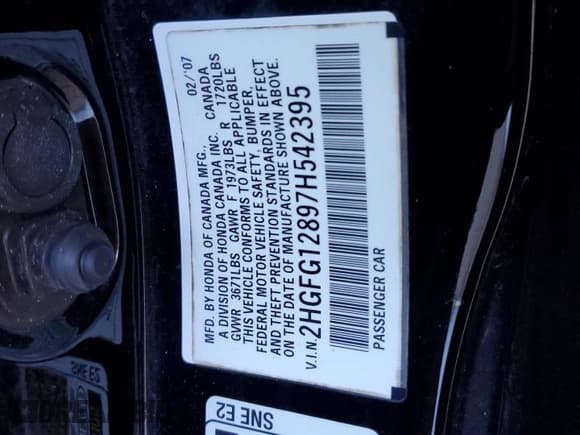 MFD. BY HONDA OF CANADA MFG., 02/'07
A DIVISION OF HONDA CANADA INC. CANADA
GVWR 3671LBS GAWR F 1973LBS R 1720LBS
THIS VEHICLE CONFORMS TO ALL APPLICABLE
FEDERAL MOTOR VEHICLE SAFETY, BUMPER,
AND THEFT PREVENTION STANDARDS IN EFFECT
ON THE DATE OF MANUFACTURE SHOWN ABOVE.
V.I.N. 2HGFG12897H542395
PASSENGER CAR
SNE E2
SNE E2